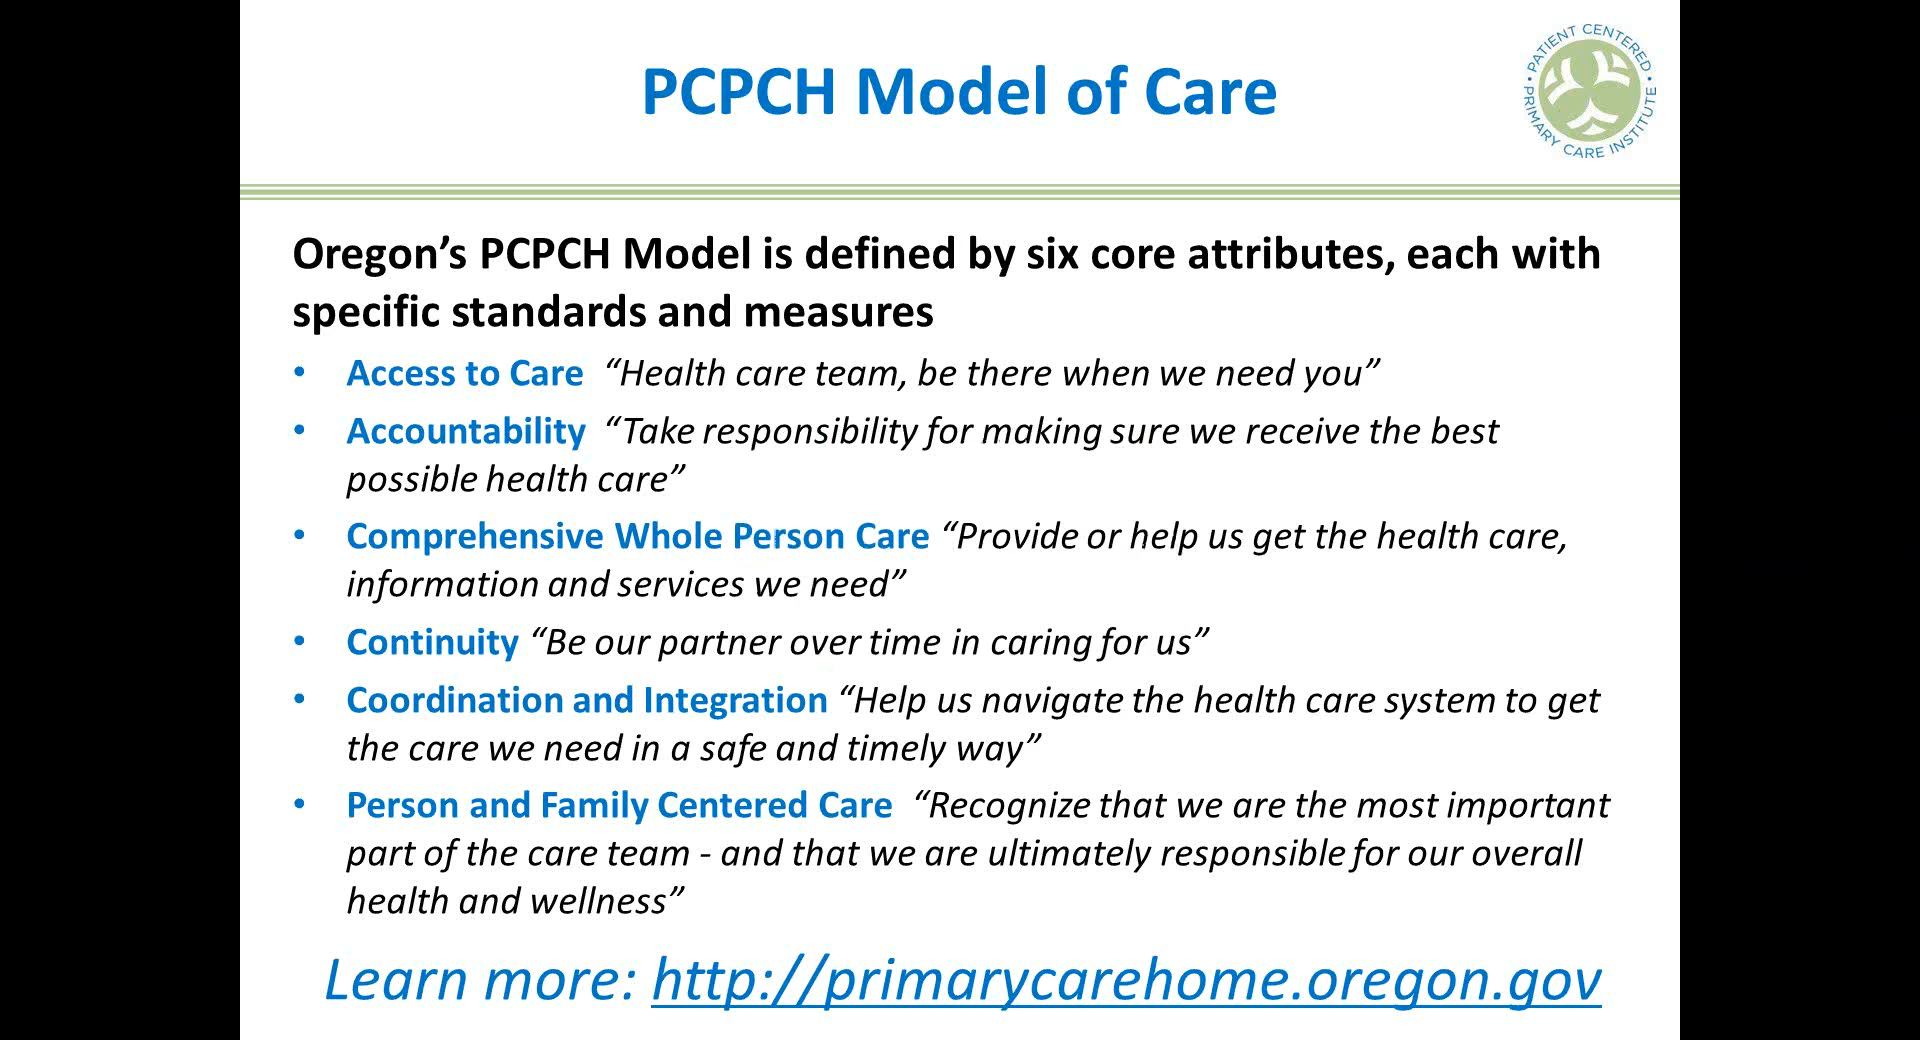 PCPCH Model of Care
PATIENT CENTERED
PRIMARY CARE INSTITUTE
Oregon’s PCPCH Model is defined by six core attributes, each with
specific standards and measures
• Access to Care “Health care team, be there when we need you”
• Accountability “Take responsibility for making sure we receive the best
possible health care”
• Comprehensive Whole Person Care “Provide or help us get the health care,
information and services we need”
• Continuity “Be our partner over time in caring for us”
• Coordination and Integration “Help us navigate the health care system to get
the care we need in a safe and timely way”
• Person and Family Centered Care “Recognize that we are the most important
part of the care team - and that we are ultimately responsible for our overall
health and wellness”
Learn more: http://primarycarehome.oregon.gov